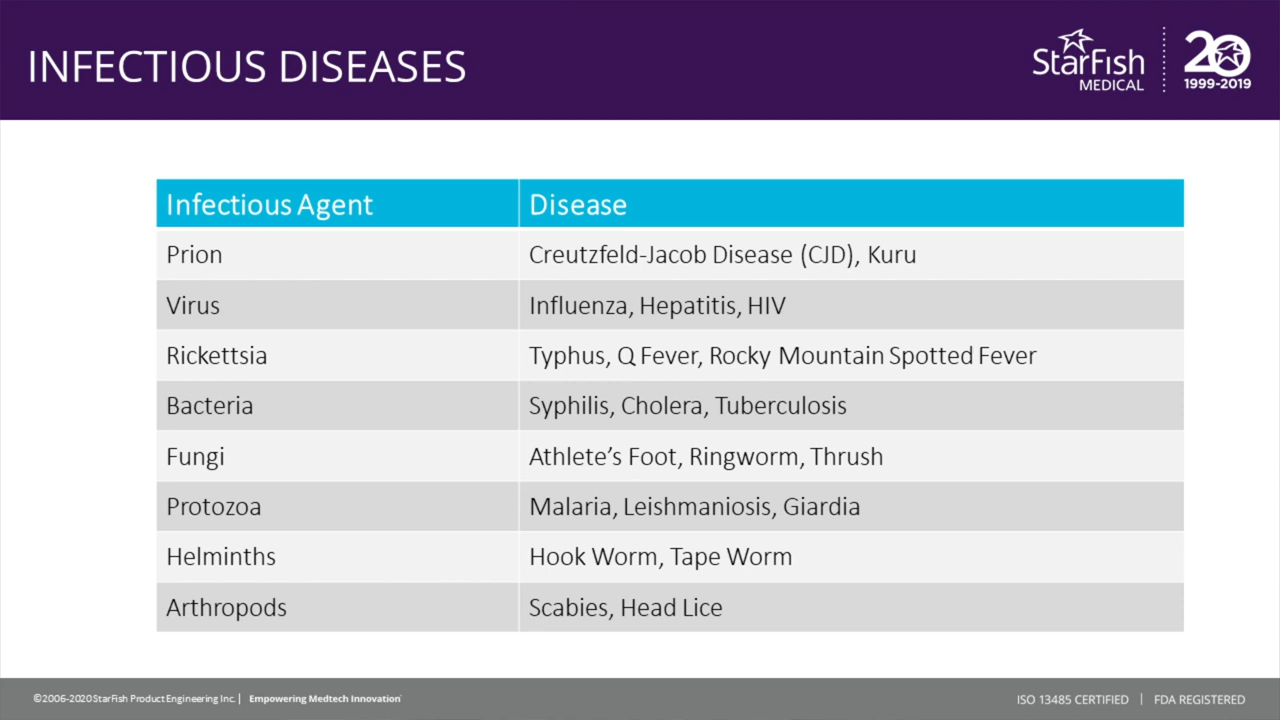 INFECTIOUS DISEASES
StarFish
MEDICAL
20
1999-2019
Infectious Agent Disease
Prion Creutzfeld-Jacob Disease (CJD), Kuru
Virus Influenza, Hepatitis, HIV
Rickettsia Typhus, Q Fever, Rocky Mountain Spotted Fever
Bacteria Syphilis, Cholera, Tuberculosis
Fungi Athlete’s Foot, Ringworm, Thrush
Protozoa Malaria, Leishmaniosis, Giardia
Helminths Hook Worm, Tape Worm
Arthropods Scabies, Head Lice
©2006-2020 StarFish Product Engineering Inc. | Empowering Medtech Innovation
ISO 13485 CERTIFIED | FDA REGISTERED